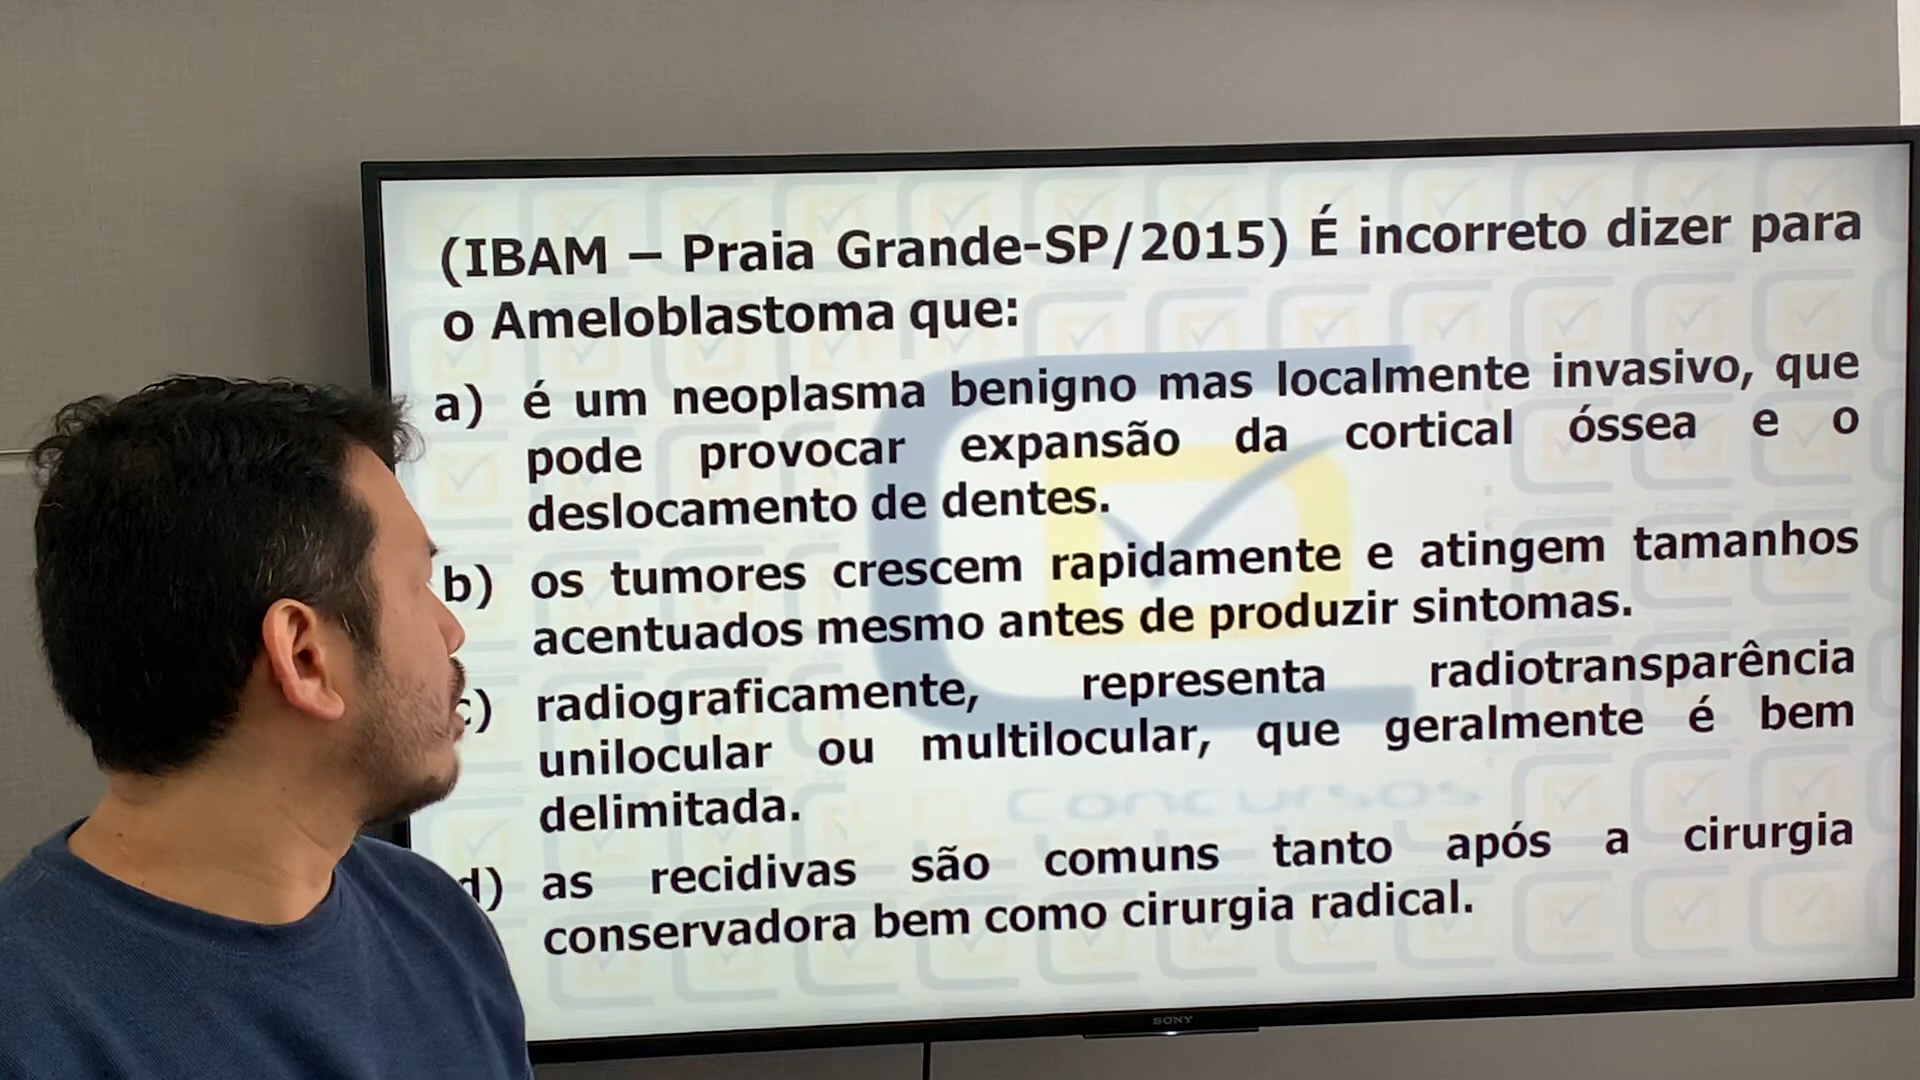 (IBAM – Praia Grande-SP/2015) É incorreto dizer para
o Ameloblastoma que:
a) é um neoplasma benigno mas localmente invasivo, que
pode provocar expansão da cortical óssea e o
deslocamento de dentes.
b) os tumores crescem rapidamente e atingem tamanhos
acentuados mesmo antes de produzir sintomas.
c) radiograficamente, representa radiotransparência
unilocular ou multilocular, que geralmente é bem
delimitada.
Concursos
d) as recidivas são comuns tanto após a cirurgia
conservadora bem como cirurgia radical.
SONY